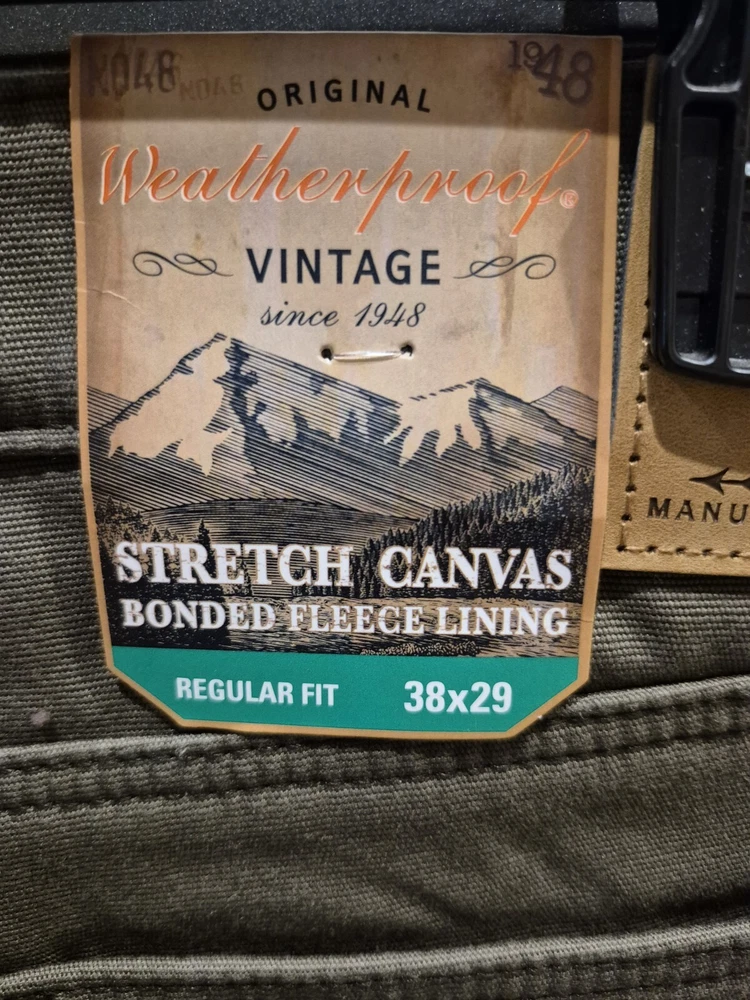 1948
ORIGINAL
Weatherproof®
VINTAGE
since 1948
STRETCH CANVAS
BONDED FLEECE LINING
REGULAR FIT 38x29
MANU